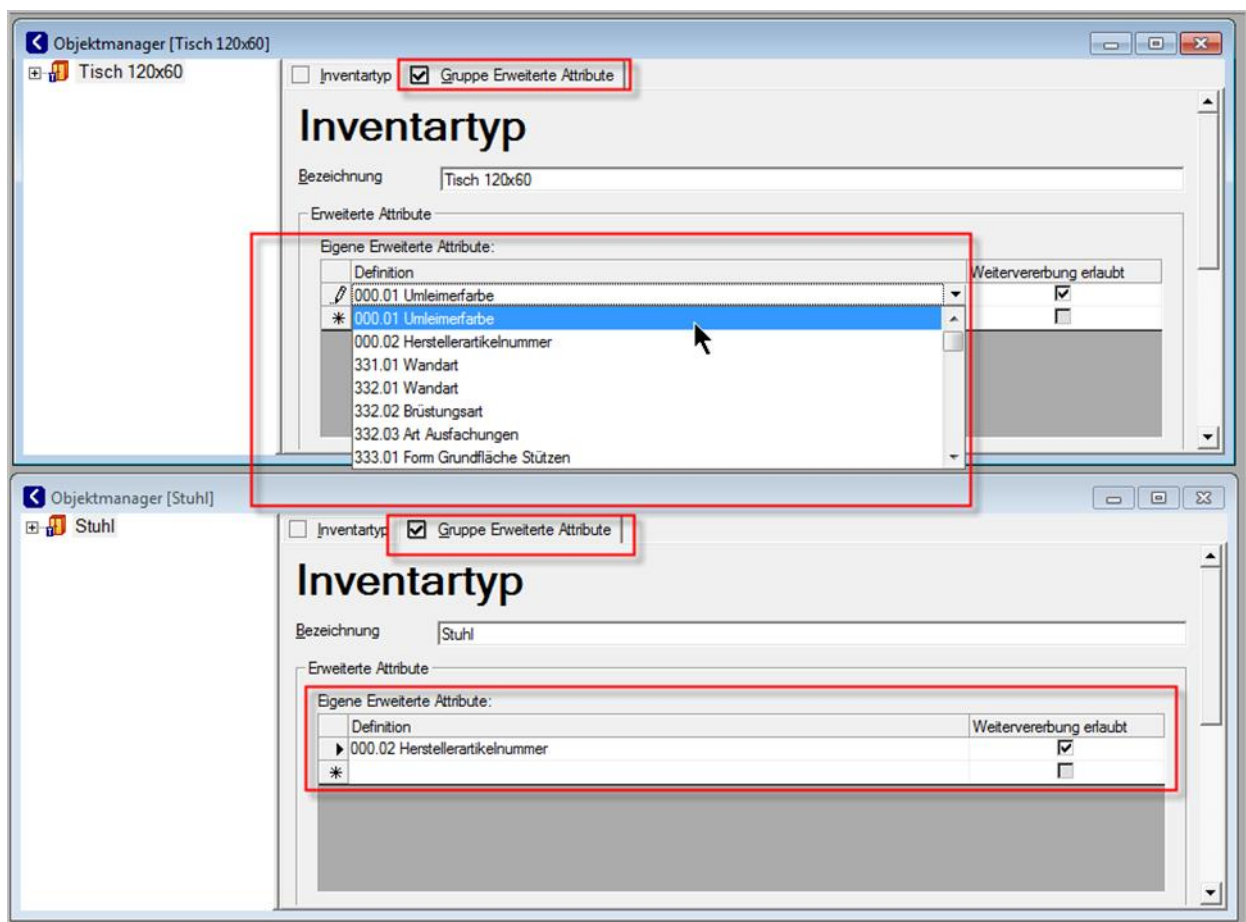 Objektmanager [Tisch 120x60]
Tisch 120x60
Inventartyp Gruppe Erweiterte Attribute
Inventartyp
Bezeichnung Tisch 120x60
Erweiterte Attribute
Eigene Erweiterte Attribute:
Definition Weitervererbung erlaubt
000.01 Umleimerfarbe
000.01 Umleimerfarbe
000.02 Herstellerartikelnummer
331.01 Wandart
332.01 Wandart
332.02 Brüstungsart
332.03 Art Ausfachungen
333.01 Form Grundfläche Stützen
Objektmanager [Stuhl]
Stuhl
Inventartyp Gruppe Erweiterte Attribute
Inventartyp
Bezeichnung Stuhl
Erweiterte Attribute
Eigene Erweiterte Attribute:
Definition Weitervererbung erlaubt
000.02 Herstellerartikelnummer